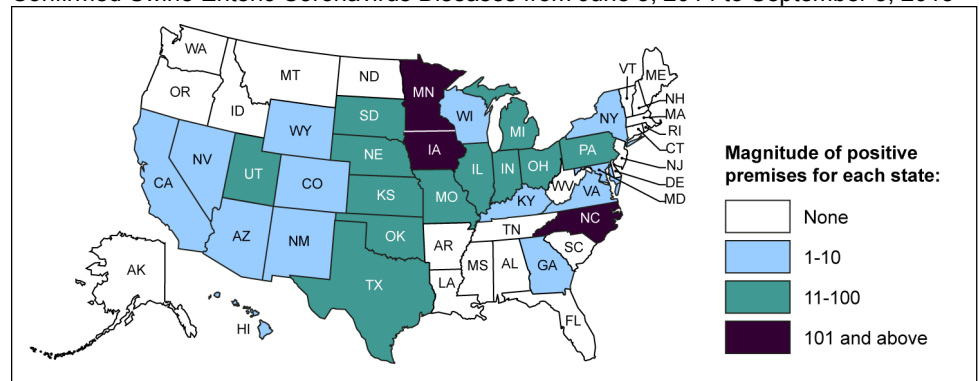 WA
MT
ND
MN
VT
ME
OR
ID
SD
WI
NH
MA
WY
MI
NY
RI
CT
NV
NE
IA
PA
NJ
UT
IL
IN
OH
DE
CA
CO
KS
MO
WV
VA
MD
KY
AZ
NM
OK
TN
NC
AR
SC
TX
MS
AL
GA
LA
AK
FL
HI
Magnitude of positive
premises for each state:
None
1-10
11-100
101 and above